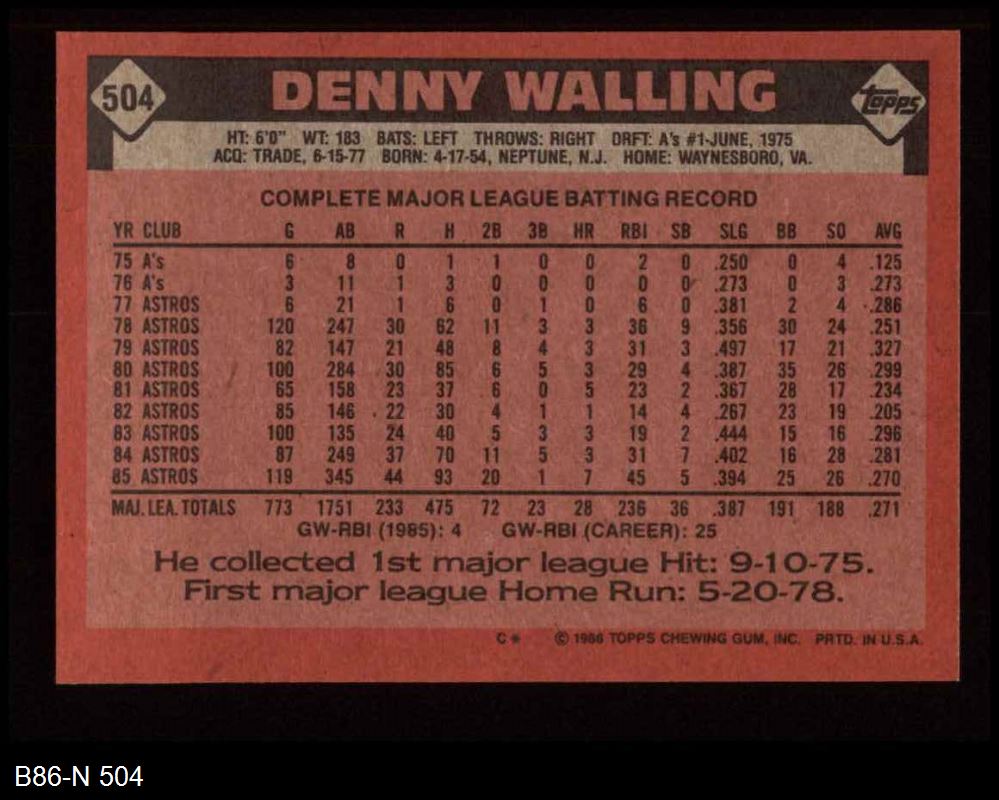 504 DENNY WALLING Topps
HT: 6'0" WT: 183 BATS: LEFT THROWS: RIGHT DRFT: A's #1-JUNE, 1975
ACQ: TRADE, 6-15-77 BORN: 4-17-54, NEPTUNE, N.J. HOME: WAYNESBORO, VA.
COMPLETE MAJOR LEAGUE BATTING RECORD
YR CLUB G AB R H 2B 3B HR RBI SB SLG BB SO AVG
75 A's 6 8 0 1 1 0 0 2 0 .250 0 4 .125
76 A's 3 11 1 3 0 0 0 0 0 .273 0 3 .273
77 ASTROS 6 21 1 6 0 1 0 6 0 .381 2 4 .286
78 ASTROS 120 247 30 62 11 3 3 36 9 .356 30 24 .251
79 ASTROS 82 147 21 48 8 4 3 31 3 .497 17 21 .327
80 ASTROS 100 284 30 85 6 5 3 29 4 .387 35 26 .299
81 ASTROS 65 158 23 37 6 0 5 23 2 .367 28 17 .234
82 ASTROS 85 146 22 30 4 1 1 14 4 .267 23 19 .205
83 ASTROS 100 135 24 40 5 3 3 19 2 .444 15 16 .296
84 ASTROS 87 249 37 70 11 5 3 31 7 .402 16 28 .281
85 ASTROS 119 345 44 93 20 1 7 45 5 .394 25 26 .270
MAJ. LEA. TOTALS 773 1751 233 475 72 23 28 236 36 .387 191 188 .271
GW-RBI (1985): 4 GW-RBI (CAREER): 25
He collected 1st major league Hit: 9-10-75.
First major league Home Run: 5-20-78.
C* © 1986 TOPPS CHEWING GUM, INC. PRTD. IN U.S.A.
B86-N 504